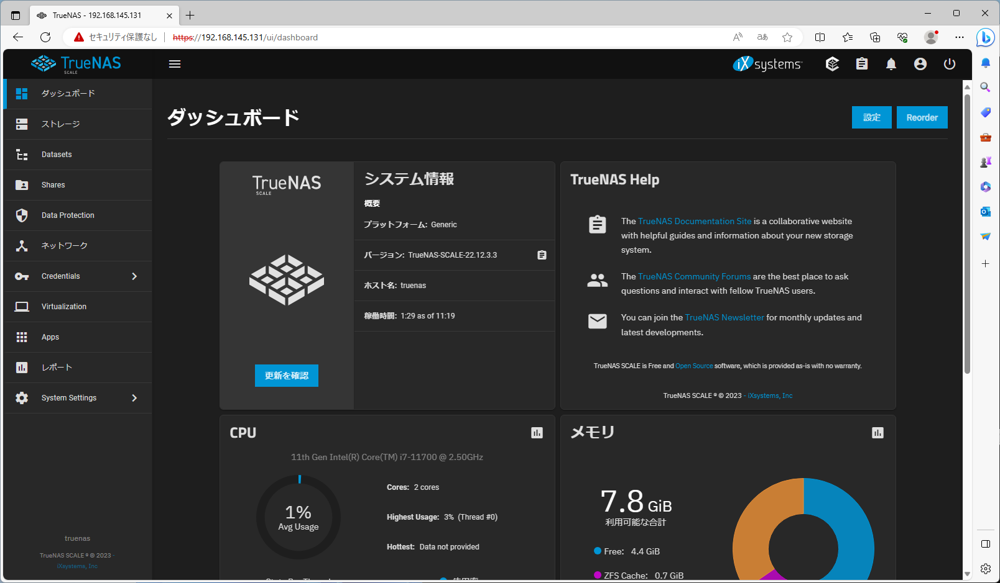 TrueNAS - 192.168.145.131
セキュリティ保護なし
https://192.168.145.131/ui/dashboard
TrueNAS
SCALE
iXsystems
ダッシュボード
ストレージ
Datasets
Shares
Data Protection
ネットワーク
Credentials
Virtualization
Apps
レポート
System Settings
truenas
TrueNAS SCALE ® © 2023 -
iXsystems, Inc
ダッシュボード
設定
Reorder
TrueNAS
SCALE
更新を確認
システム情報
概要
プラットフォーム: Generic
バージョン: TrueNAS-SCALE-22.12.3.3
ホスト名: truenas
稼働時間: 1:29 as of 11:19
TrueNAS Help
The TrueNAS Documentation Site is a collaborative website
with helpful guides and information about your new storage
system.
The TrueNAS Community Forums are the best place to ask
questions and interact with fellow TrueNAS users.
You can join the TrueNAS Newsletter for monthly updates and
latest developments.
TrueNAS SCALE is Free and Open Source software, which is provided as-is with no warranty.
TrueNAS SCALE ® © 2023 - iXsystems, Inc
CPU
11th Gen Intel(R) Core(TM) i7-11700 @ 2.50GHz
1%
Avg Usage
Cores: 2 cores
Highest Usage: 3% (Thread #0)
Hottest: Data not provided
メモリ
7.8 GiB
利用可能な合計
Free: 4.4 GiB
ZFS Cache: 0.7 GiB